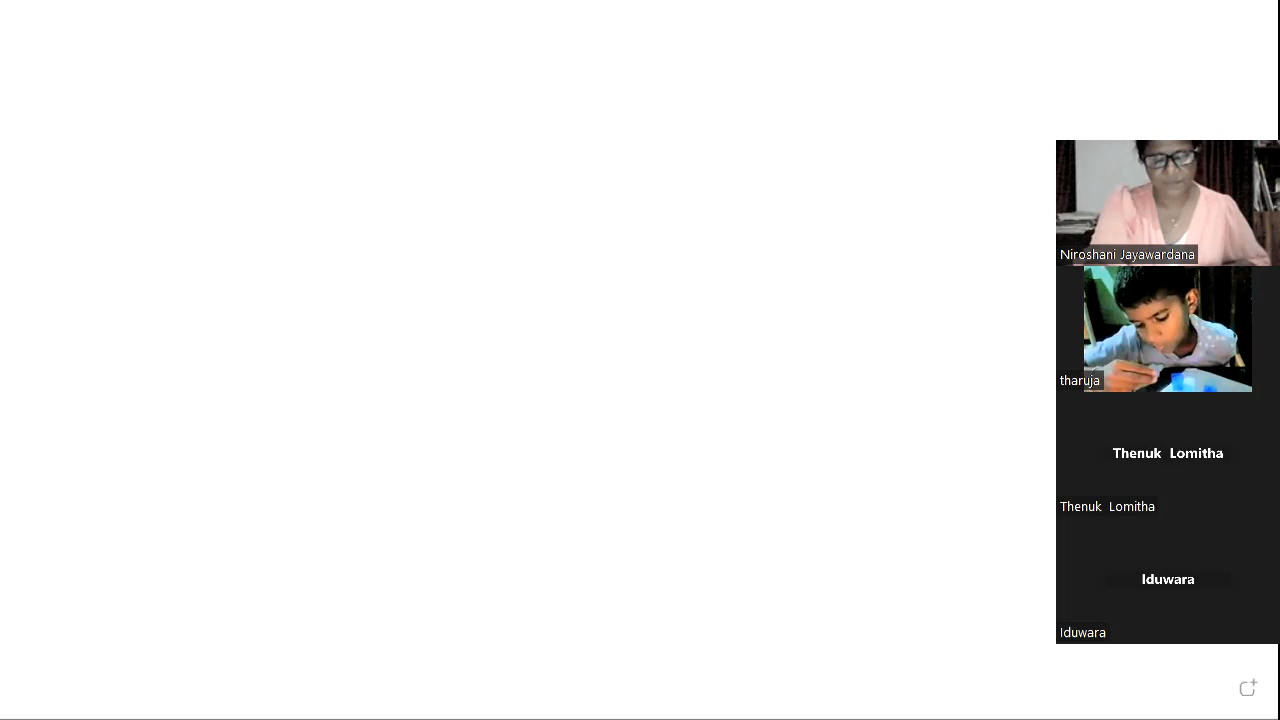 Niroshani Jayawardana
tharuja
Thenuk Lomitha
Thenuk Lomitha
Iduwara
Iduwara